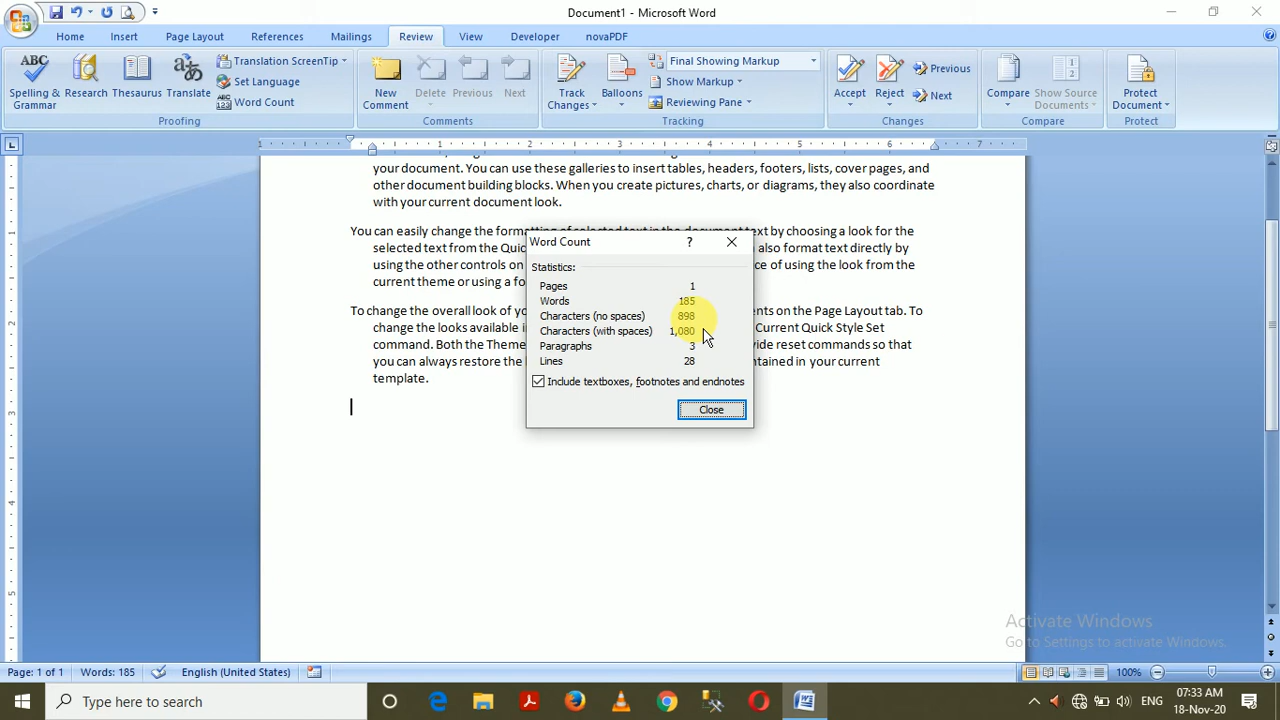 Document1 - Microsoft Word
Home Insert Page Layout References Mailings Review View Developer novaPDF
ABC
Spelling & Grammar
Research
Thesaurus
Translate
Translation ScreenTip
Set Language
ABC 123 Word Count
Proofing
New Comment
Delete
Previous
Next
Comments
Track Changes
Balloons
Final Showing Markup
Show Markup
Reviewing Pane
Tracking
Accept
Reject
Previous
Next
Changes
Compare
Show Source Documents
Compare
Protect Document
Protect
1 1 2 3 4 5 6 7
your document. You can use these galleries to insert tables, headers, footers, lists, cover pages, and
other document building blocks. When you create pictures, charts, or diagrams, they also coordinate
with your current document look.
You can easily change the formatting of selected text in the document text by choosing a look for the
selected text from the Quic also format text directly by
using the other controls on ce of using the look from the
current theme or using a fo
To change the overall look of yo ents on the Page Layout tab. To
change the looks available i Current Quick Style Set
command. Both the Theme vide reset commands so that
you can always restore the tained in your current
template.
Word Count
?
Statistics:
Pages 1
Words 185
Characters (no spaces) 898
Characters (with spaces) 1,080
Paragraphs 3
Lines 28
Include textboxes, footnotes and endnotes
Close
Activate Windows
Go to Settings to activate Windows.
Page: 1 of 1 Words: 185 English (United States) 100%
Type here to search
ENG
07:33 AM
18-Nov-20